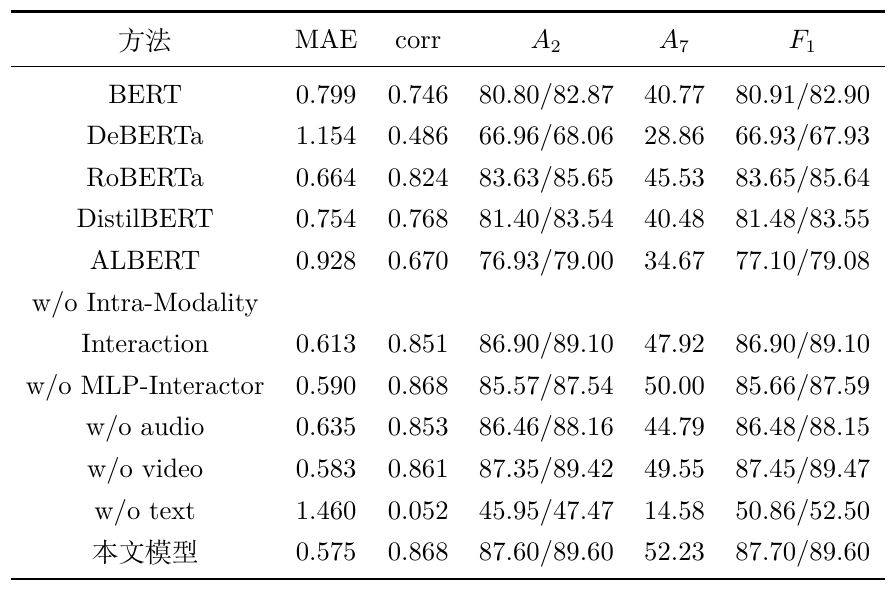 方法 MAE corr A2 A7 F1
BERT 0.799 0.746 80.80/82.87 40.77 80.91/82.90
DeBERTa 1.154 0.486 66.96/68.06 28.86 66.93/67.93
RoBERTa 0.664 0.824 83.63/85.65 45.53 83.65/85.64
DistilBERT 0.754 0.768 81.40/83.54 40.48 81.48/83.55
ALBERT 0.928 0.670 76.93/79.00 34.67 77.10/79.08
w/o Intra-Modality
Interaction 0.613 0.851 86.90/89.10 47.92 86.90/89.10
w/o MLP-Interactor 0.590 0.868 85.57/87.54 50.00 85.66/87.59
w/o audio 0.635 0.853 86.46/88.16 44.79 86.48/88.15
w/o video 0.583 0.861 87.35/89.42 49.55 87.45/89.47
w/o text 1.460 0.052 45.95/47.47 14.58 50.86/52.50
本文模型 0.575 0.868 87.60/89.60 52.23 87.70/89.60